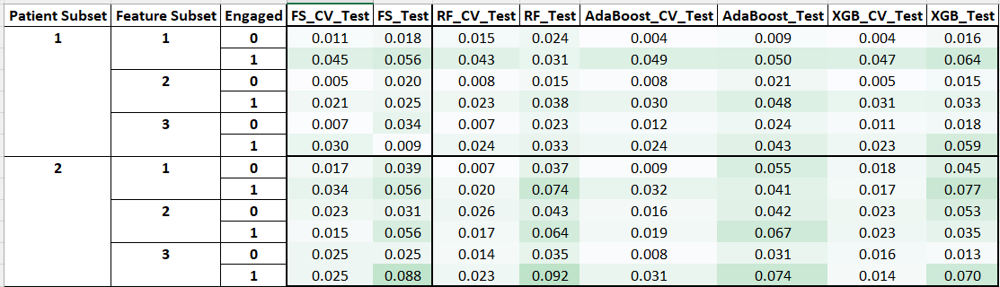 Patient Subset Feature Subset Engaged FS_CV_Test FS_Test RF_CV_Test RF_Test AdaBoost_CV_Test AdaBoost_Test XGB_CV_Test XGB_Test
1 1 0 0.011 0.018 0.015 0.024 0.004 0.009 0.004 0.016
1 0.045 0.056 0.043 0.031 0.049 0.050 0.047 0.064
2 0 0.005 0.020 0.008 0.015 0.008 0.021 0.005 0.015
1 0.021 0.025 0.023 0.038 0.030 0.048 0.031 0.033
3 0 0.007 0.034 0.007 0.023 0.012 0.024 0.011 0.018
1 0.030 0.009 0.024 0.033 0.024 0.043 0.023 0.059
2 1 0 0.017 0.039 0.007 0.037 0.009 0.055 0.018 0.045
1 0.034 0.056 0.020 0.074 0.032 0.041 0.017 0.077
2 0 0.023 0.031 0.026 0.043 0.016 0.042 0.023 0.053
1 0.015 0.056 0.017 0.064 0.019 0.067 0.023 0.035
3 0 0.025 0.025 0.014 0.035 0.008 0.031 0.016 0.013
1 0.025 0.088 0.023 0.092 0.031 0.074 0.014 0.070